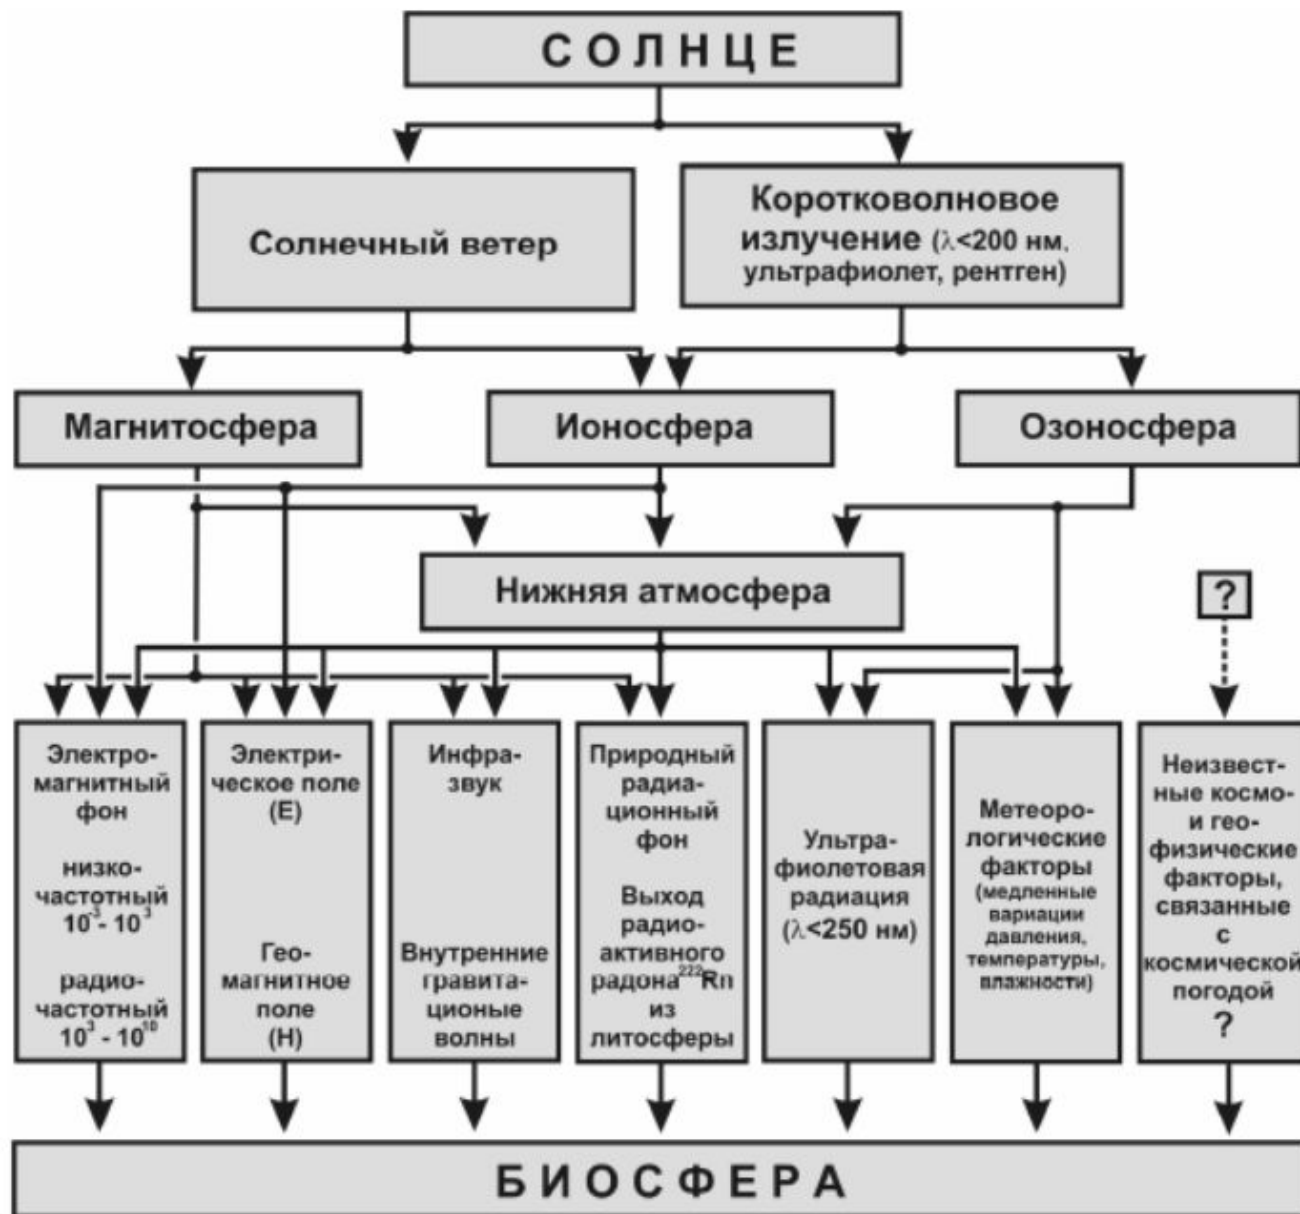 СОЛНЦЕ
Солнечный ветер
Коротковолновое
излучение (λ<200 нм,
ультрафиолет, рентген)
Магнитосфера
Ионосфера
Озоносфера
Нижняя атмосфера
?
Электро-
магнитный
фон
низко-
частотный
10⁻³ - 10³
радио-
частотный
10³ - 10¹⁰
Электри-
ческое поле
(E)
Гео-
магнитное
поле
(H)
Инфра-
звук
Внутренние
гравита-
ционые
волны
Природный
радиа-
ционный
фон
Выход
радио-
активного
радона²²²Rn
из
литосферы
Ультра-
фиолетовая
радиация
(λ<250 нм)
Метеоро-
логические
факторы
(медленные
вариации
давления,
температуры,
влажности)
Неизвест-
ные космо-
и гео-
физические
факторы,
связанные
с
космической
погодой
?
БИОСФЕРА